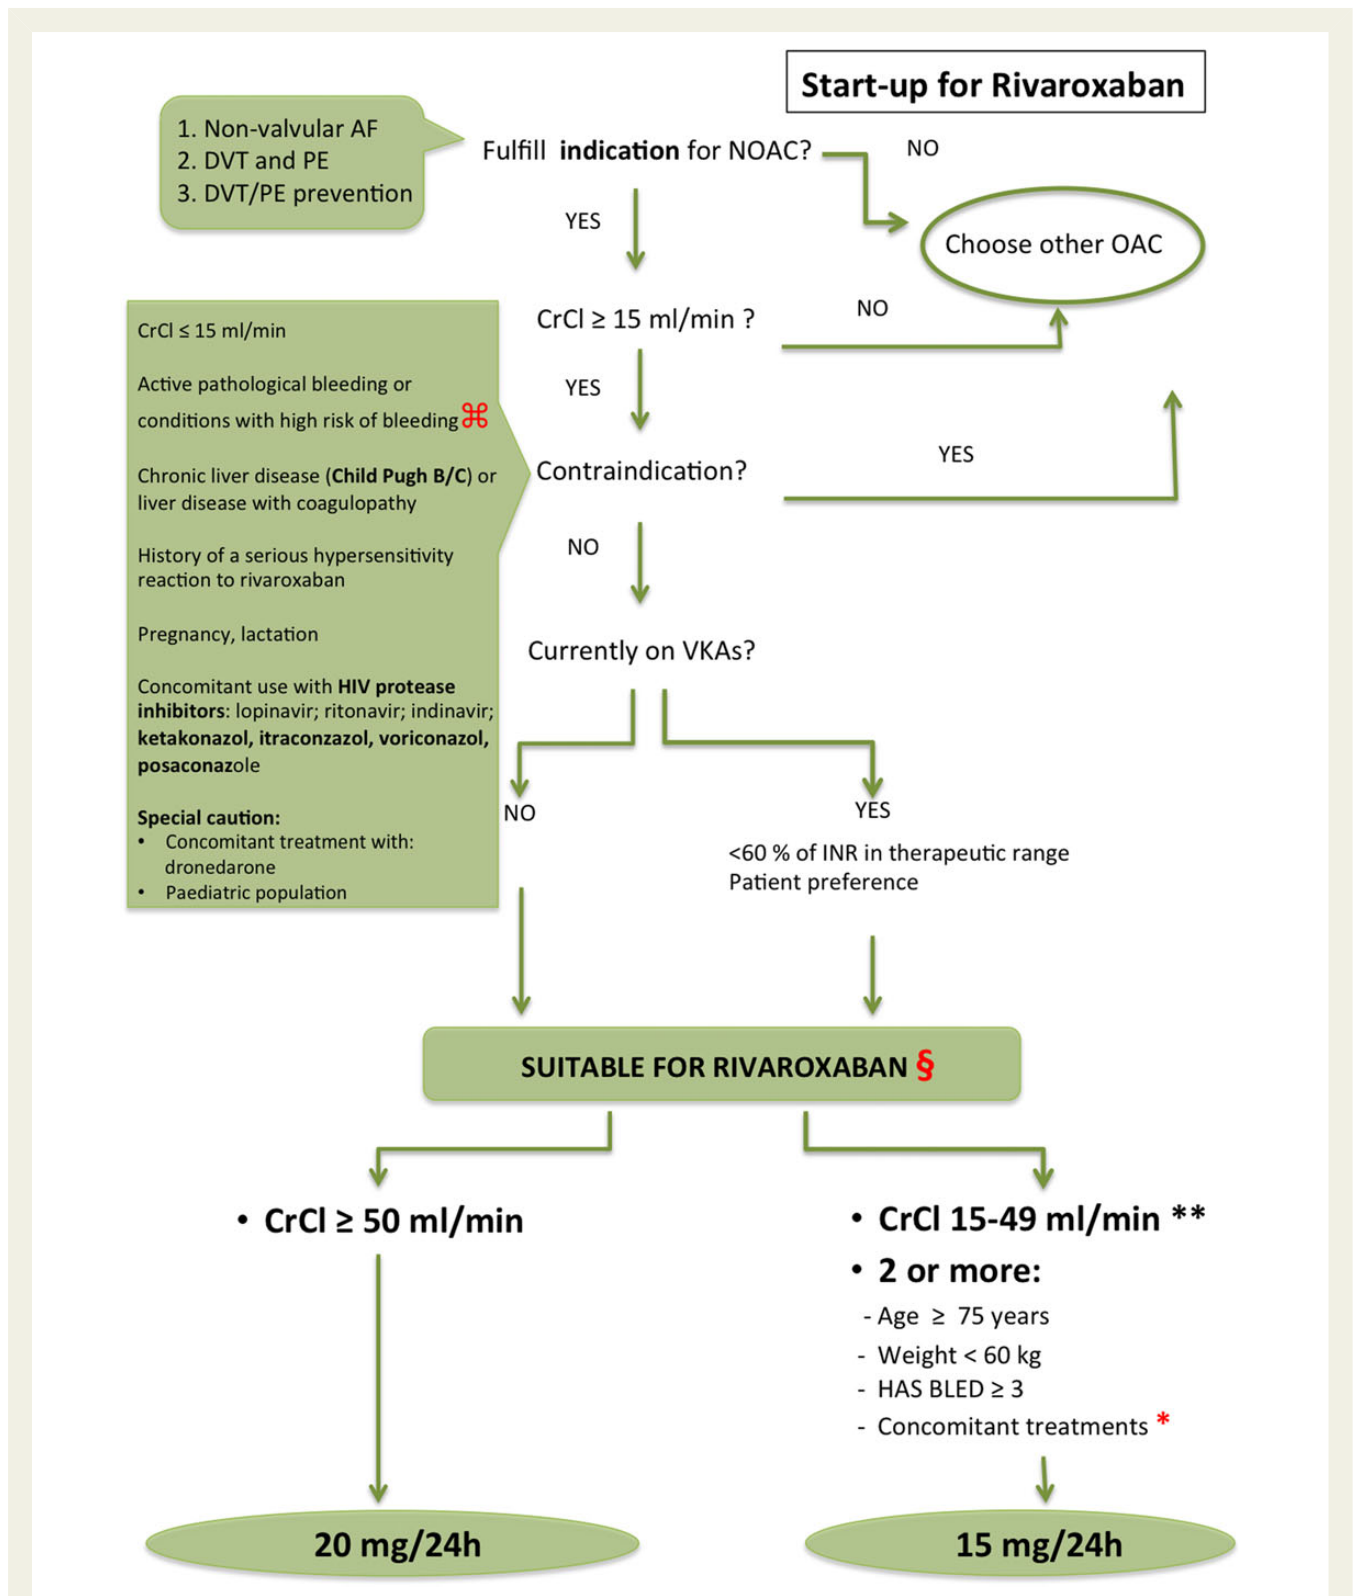 Start-up for Rivaroxaban
1. Non-valvular AF
2. DVT and PE
3. DVT/PE prevention
Fulfill indication for NOAC?
NO
YES
Choose other OAC
CrCl ≥ 15 ml/min ?
NO
YES
CrCl ≤ 15 ml/min
Active pathological bleeding or
conditions with high risk of bleeding ⌘
Chronic liver disease (Child Pugh B/C) or
liver disease with coagulopathy
History of a serious hypersensitivity
reaction to rivaroxaban
Pregnancy, lactation
Concomitant use with HIV protease
inhibitors: lopinavir; ritonavir; indinavir;
ketakonazol, itraconzazol, voriconazol,
posaconazole
Special caution:
• Concomitant treatment with:
dronedarone
• Paediatric population
Contraindication?
YES
NO
Currently on VKAs?
NO
YES
<60 % of INR in therapeutic range
Patient preference
SUITABLE FOR RIVAROXABAN §
• CrCl ≥ 50 ml/min
• CrCl 15-49 ml/min **
• 2 or more:
- Age ≥ 75 years
- Weight < 60 kg
- HAS BLED ≥ 3
- Concomitant treatments *
20 mg/24h
15 mg/24h